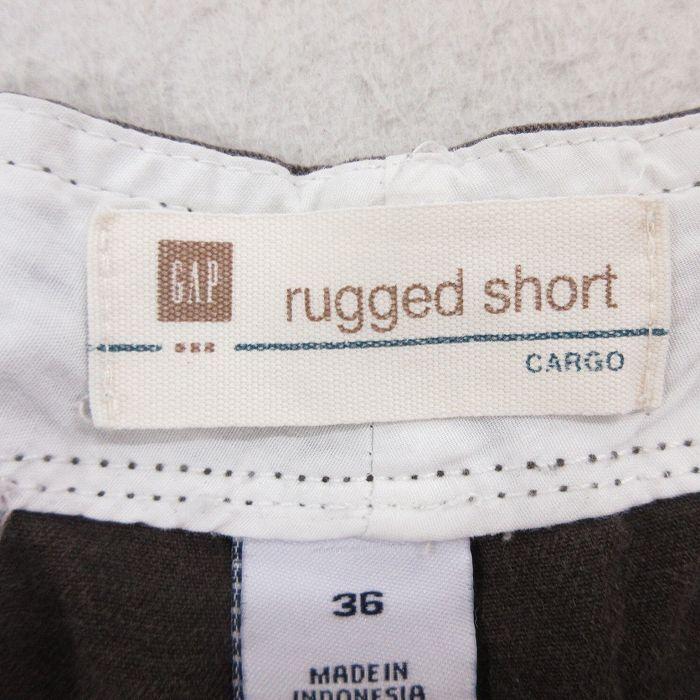 GAP
rugged short
CARGO
36
MADE IN
INDONESIA